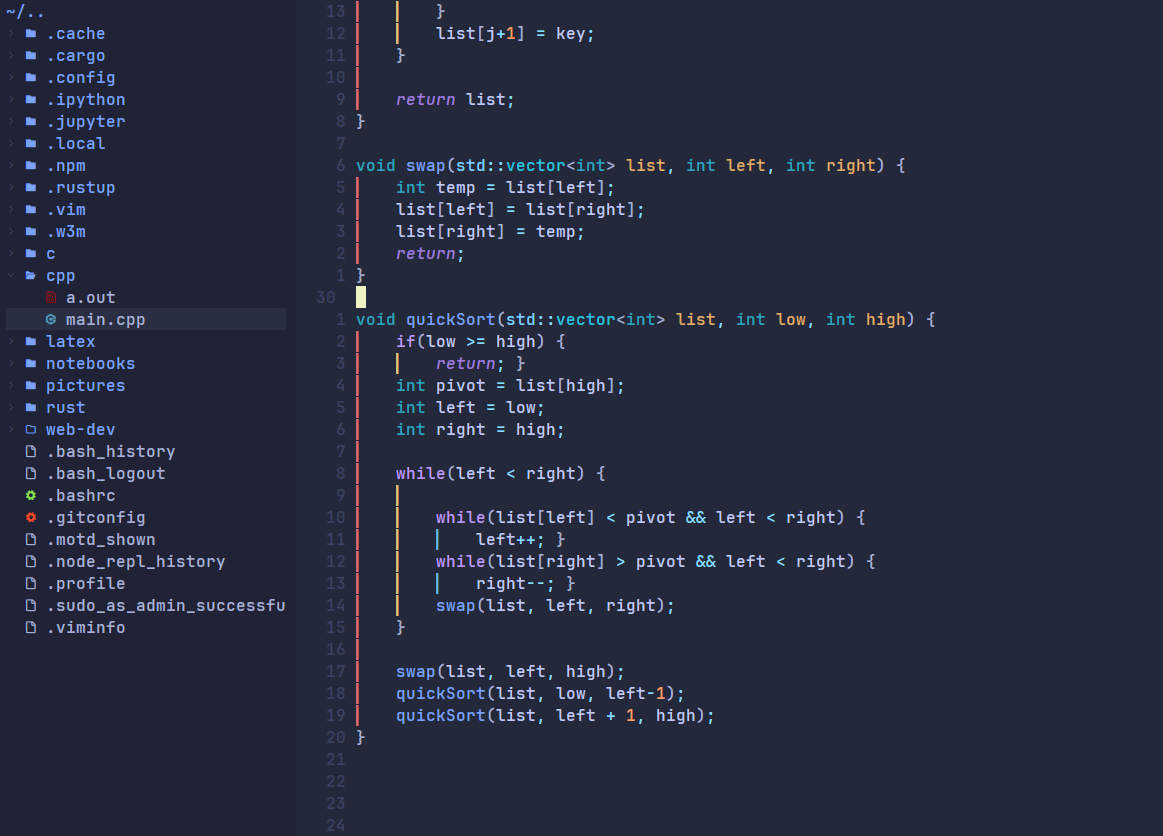 ~/..
.cache
.cargo
.config
.ipython
.jupyter
.local
.npm
.rustup
.vim
.w3m
c
cpp
a.out
main.cpp
latex
notebooks
pictures
rust
web-dev
.bash_history
.bash_logout
.bashrc
.gitconfig
.motd_shown
.node_repl_history
.profile
.sudo_as_admin_successfu
.viminfo
13         }
12         list[j+1] = key;
11     }
10
9     return list;
8 }
7
6 void swap(std::vector<int> list, int left, int right) {
5     int temp = list[left];
4     list[left] = list[right];
3     list[right] = temp;
2     return;
1 }
30
1 void quickSort(std::vector<int> list, int low, int high) {
2     if(low >= high) {
3         return; }
4     int pivot = list[high];
5     int left = low;
6     int right = high;
7
8     while(left < right) {
9
10         while(list[left] < pivot && left < right) {
11             left++; }
12         while(list[right] > pivot && left < right) {
13             right--; }
14         swap(list, left, right);
15     }
16
17     swap(list, left, high);
18     quickSort(list, low, left-1);
19     quickSort(list, left + 1, high);
20 }
21
22
23
24